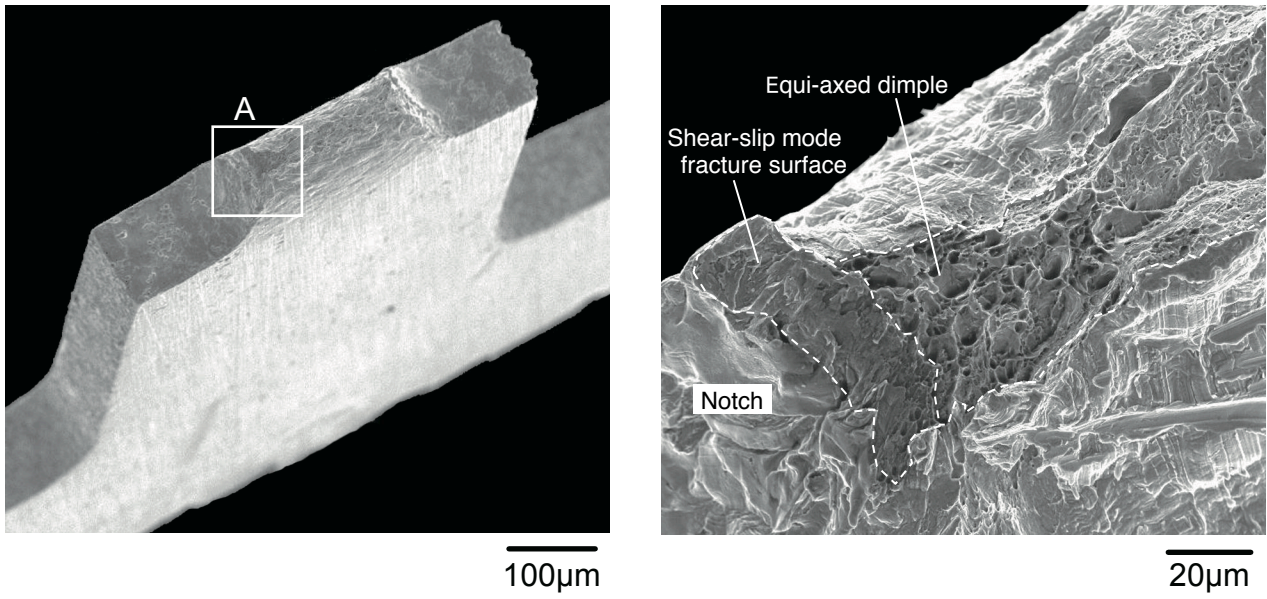 A
100µm
Equi-axed dimple
Shear-slip mode
fracture surface
Notch
20µm